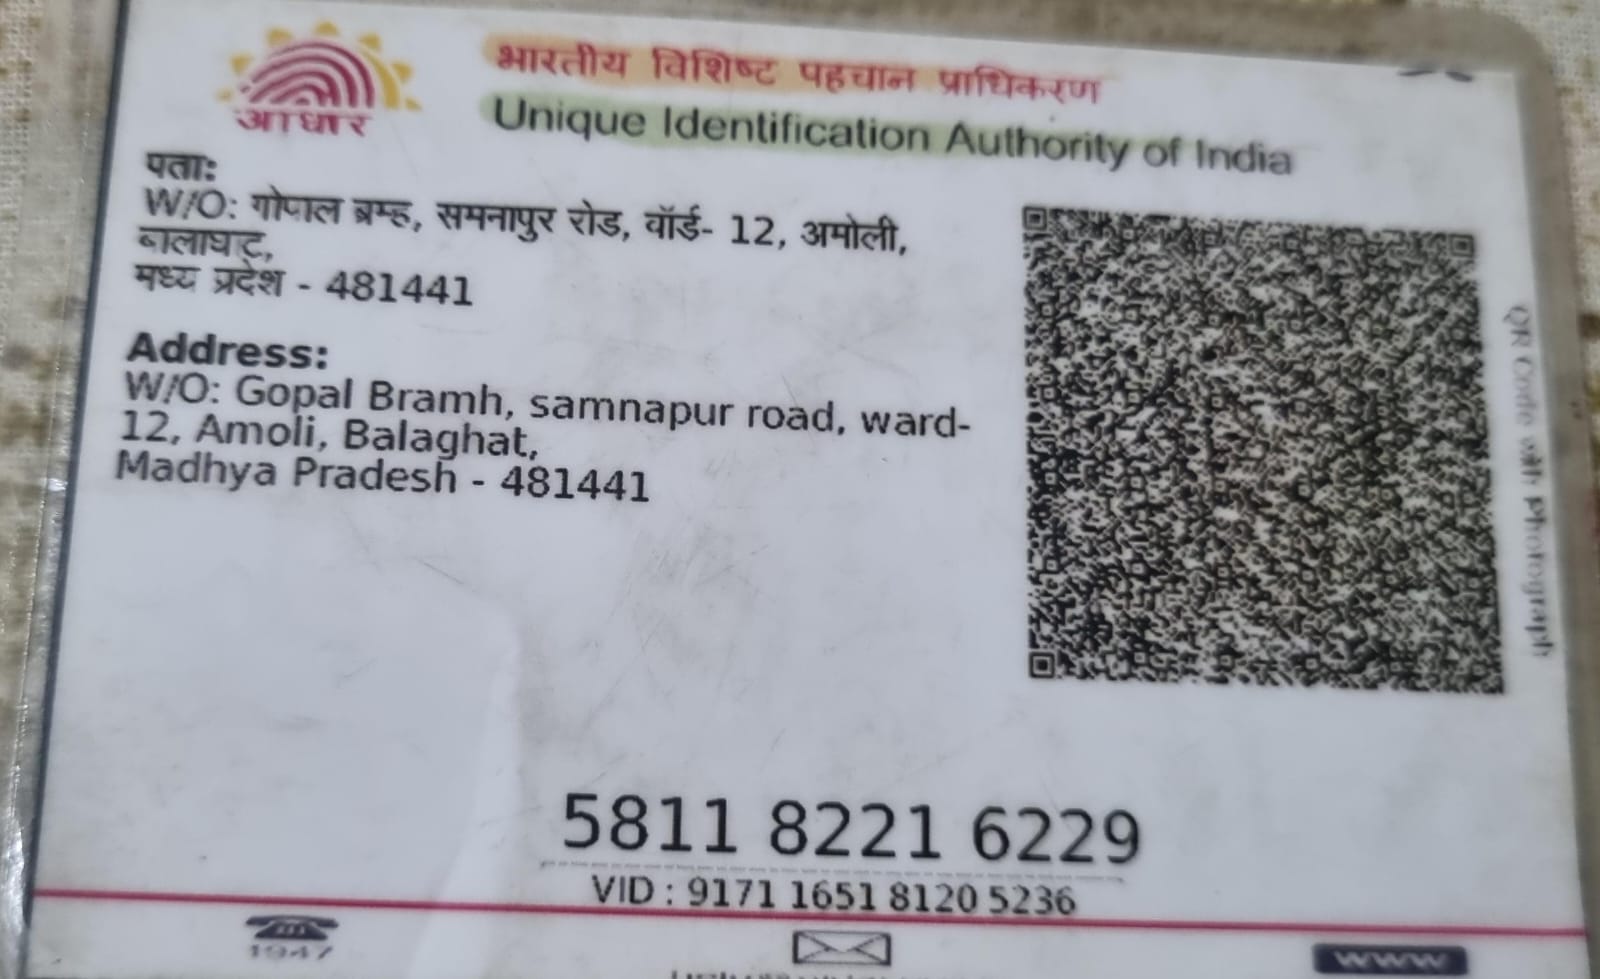 आधार
भारतीय विशिष्ट पहचान प्राधिकरण
Unique Identification Authority of India
पता:
W/O: गोपाल ब्रम्ह, समनापुर रोड, वॉर्ड- 12, अमोली,
बालाघाट,
मध्य प्रदेश - 481441
Address:
W/O: Gopal Bramh, samnapur road, ward-
12, Amoli, Balaghat,
Madhya Pradesh - 481441
QR Code with Photograph
5811 8221 6229
VID : 9171 1651 8120 5236
1947
www